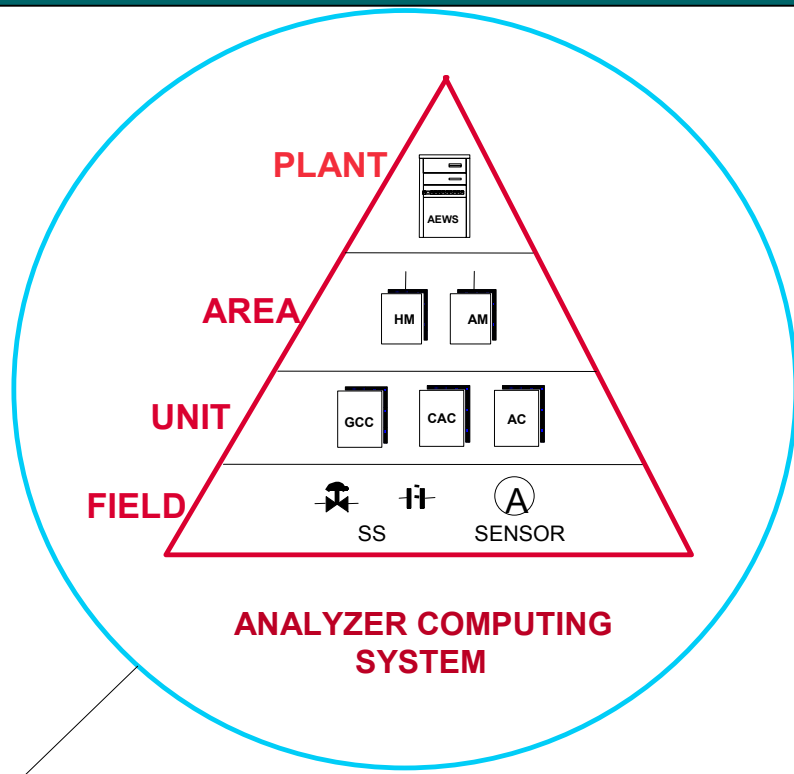 PLANT
AEWS
AREA
HM AM
UNIT
GCC CAC AC
FIELD
A
SS SENSOR
ANALYZER COMPUTING
SYSTEM